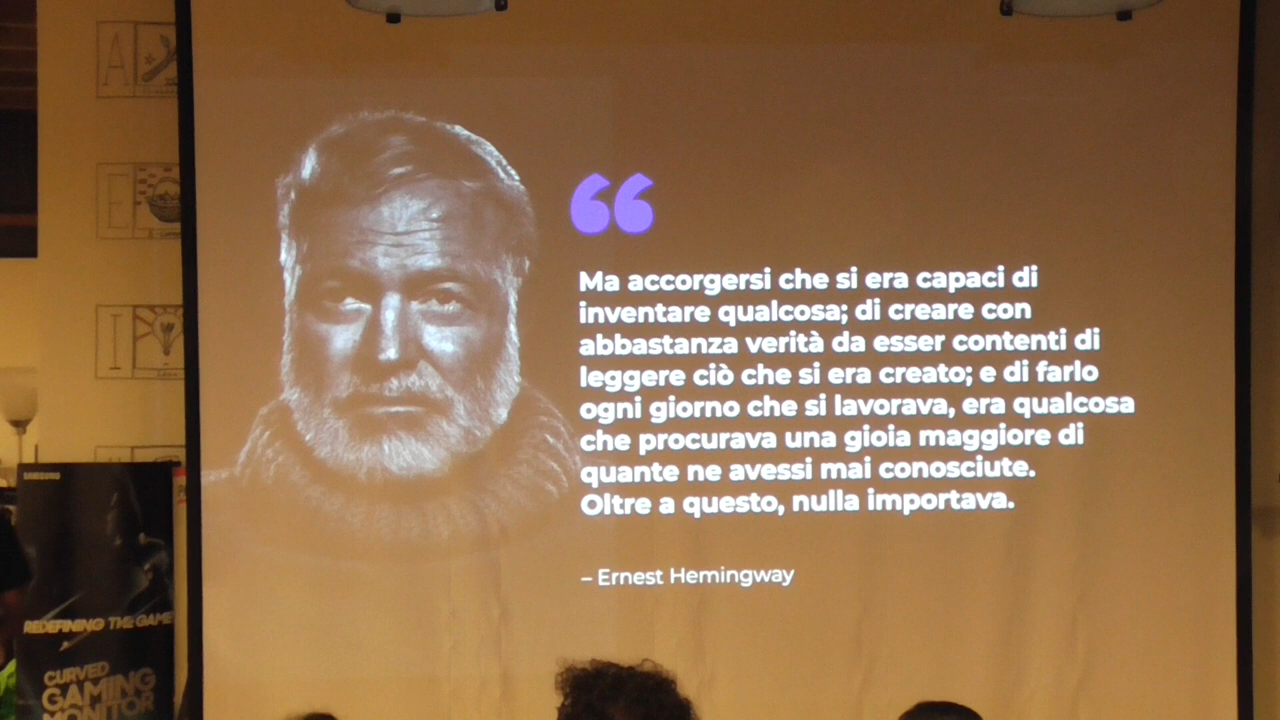 A
E
I
SAMSUNG
REDEFINING THE GAME
CURVED
GAMING
MONITOR
“
Ma accorgersi che si era capaci di
inventare qualcosa; di creare con
abbastanza verità da esser contenti di
leggere ciò che si era creato; e di farlo
ogni giorno che si lavorava, era qualcosa
che procurava una gioia maggiore di
quante ne avessi mai conosciute.
Oltre a questo, nulla importava.
– Ernest Hemingway